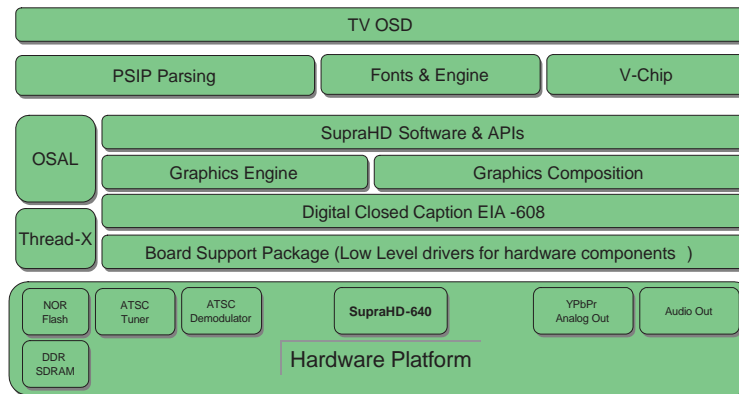 TV OSD
PSIP Parsing
Fonts & Engine
V-Chip
OSAL
SupraHD Software & APIs
Graphics Engine
Graphics Composition
Digital Closed Caption EIA -608
Thread-X
Board Support Package (Low Level drivers for hardware components )
NOR
Flash
ATSC
Tuner
ATSC
Demodulator
SupraHD-640
YPbPr
Analog Out
Audio Out
DDR
SDRAM
Hardware Platform